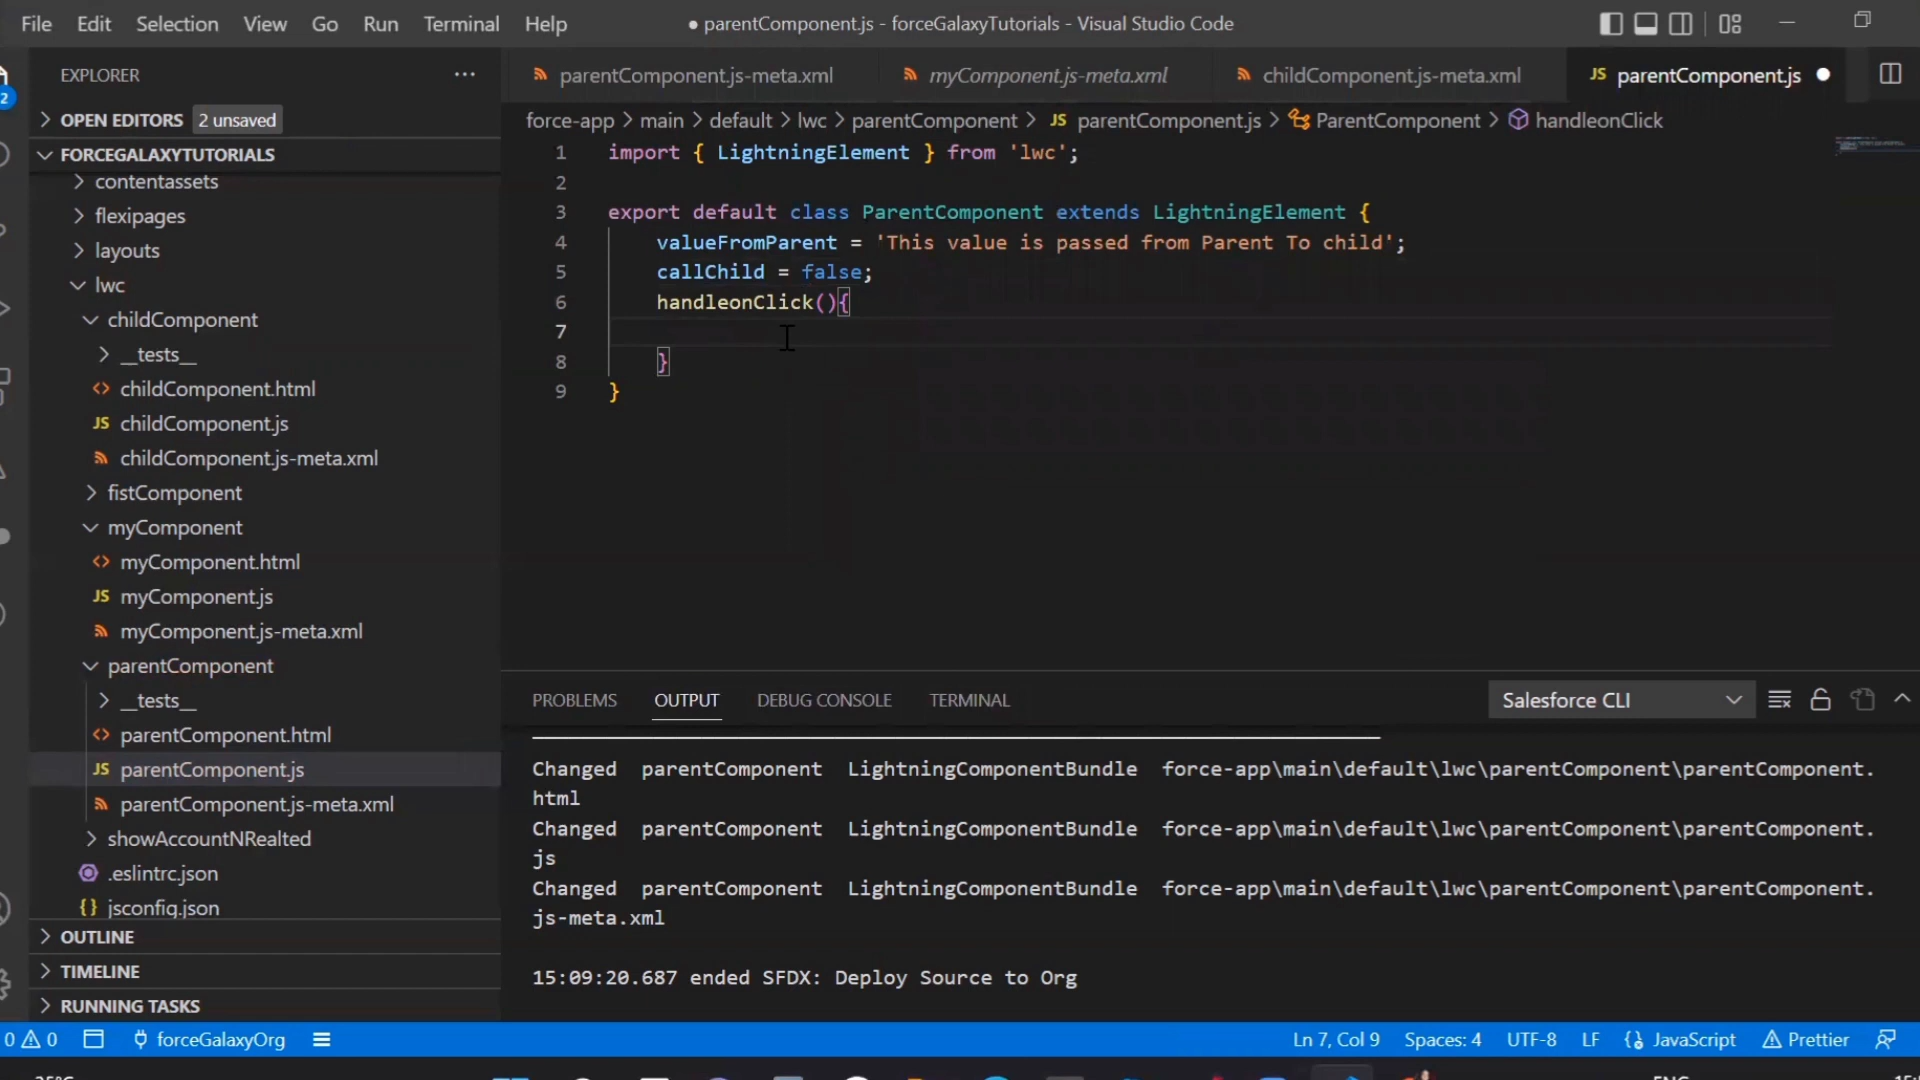 File Edit Selection View Go Run Terminal Help ● parentComponent.js - forceGalaxyTutorials - Visual Studio Code
EXPLORER ···
parentComponent.js-meta.xml myComponent.js-meta.xml childComponent.js-meta.xml JS parentComponent.js
2
OPEN EDITORS 2 unsaved
force-app > main > default > lwc > parentComponent > JS parentComponent.js > ParentComponent > handleonClick
FORCEGALAXYTUTORIALS
contentassets
flexipages
layouts
lwc
childComponent
__tests__
childComponent.html
JS childComponent.js
childComponent.js-meta.xml
fistComponent
myComponent
myComponent.html
JS myComponent.js
myComponent.js-meta.xml
parentComponent
__tests__
parentComponent.html
JS parentComponent.js
parentComponent.js-meta.xml
showAccountNRealted
.eslintrc.json
{} jsconfig.json
OUTLINE
TIMELINE
RUNNING TASKS
1 import { LightningElement } from 'lwc';
2
3 export default class ParentComponent extends LightningElement {
4 valueFromParent = 'This value is passed from Parent To child';
5 callChild = false;
6 handleonClick(){
7
8 }
9 }
PROBLEMS OUTPUT DEBUG CONSOLE TERMINAL Salesforce CLI
Changed parentComponent LightningComponentBundle force-app\main\default\lwc\parentComponent\parentComponent.
html
Changed parentComponent LightningComponentBundle force-app\main\default\lwc\parentComponent\parentComponent.
js
Changed parentComponent LightningComponentBundle force-app\main\default\lwc\parentComponent\parentComponent.
js-meta.xml
15:09:20.687 ended SFDX: Deploy Source to Org
0 0 forceGalaxyOrg Ln 7, Col 9 Spaces: 4 UTF-8 LF {} JavaScript Prettier